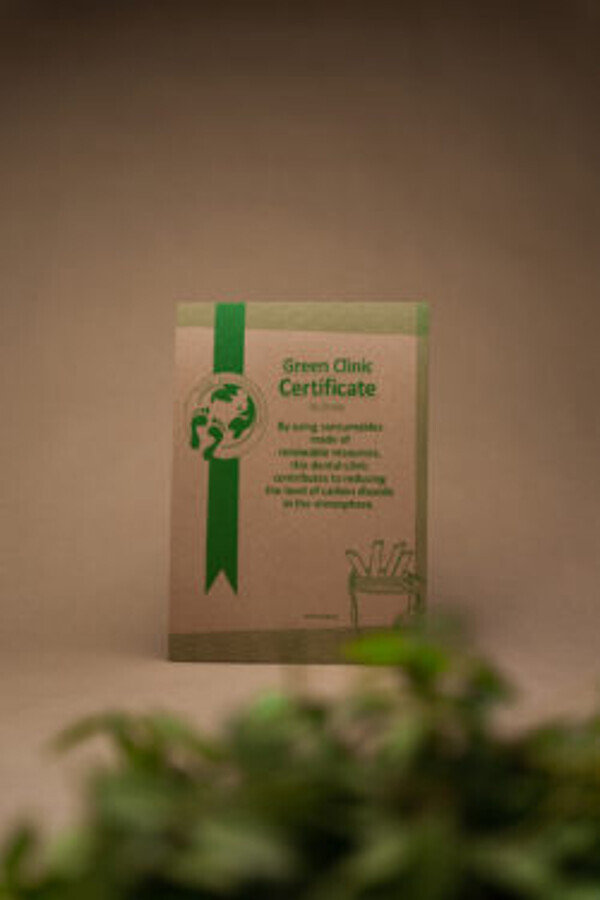 Green Clinic
Certificate
By using consumables
made of
renewable resources,
this dental clinic
contributes to reducing
the level of carbon dioxide
in the atmosphere.